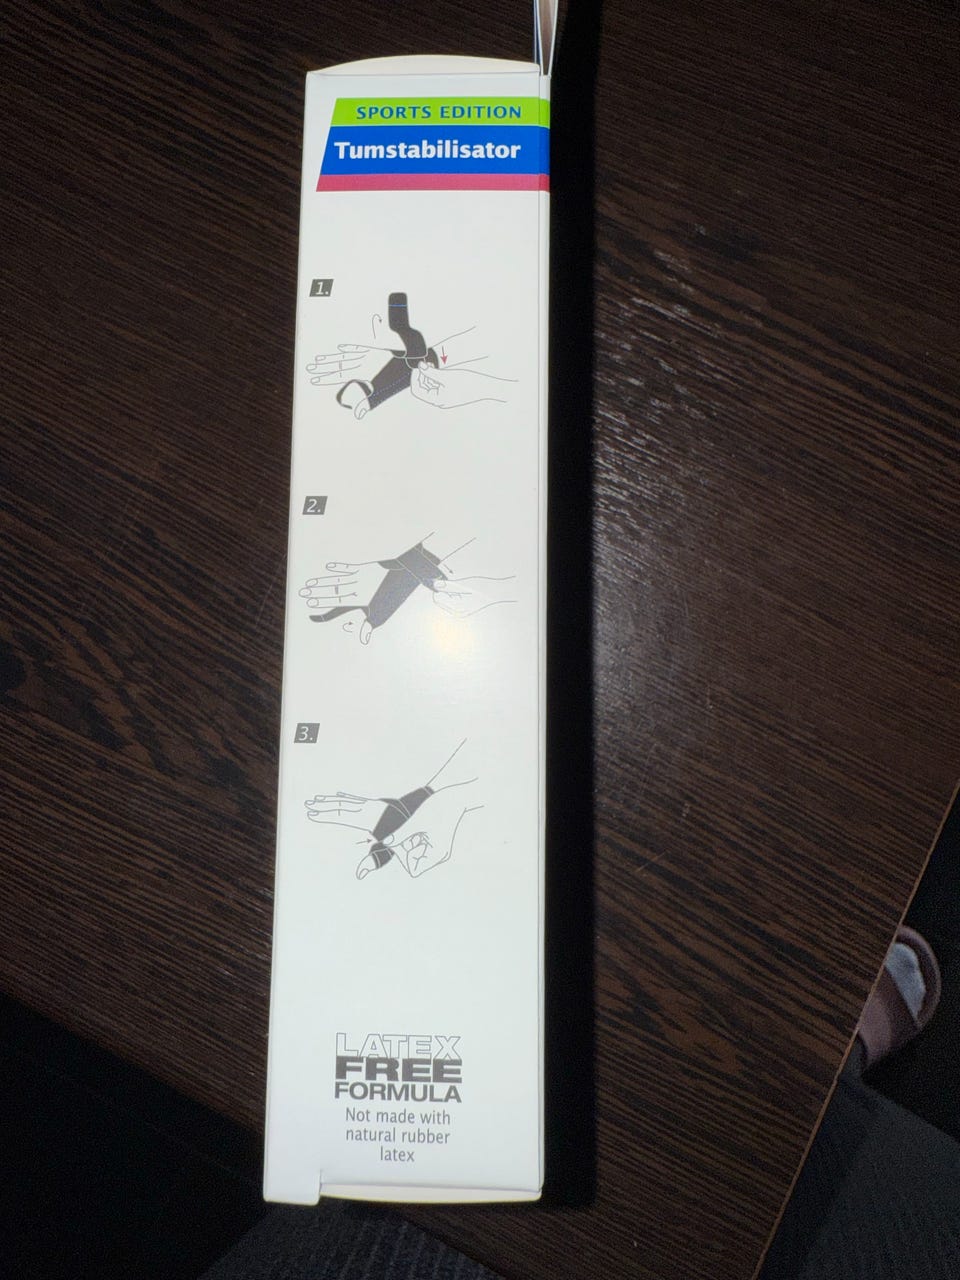 SPORTS EDITION
Tumstabilisator
1.
2.
3.
LATEX
FREE
FORMULA
Not made with
natural rubber
latex